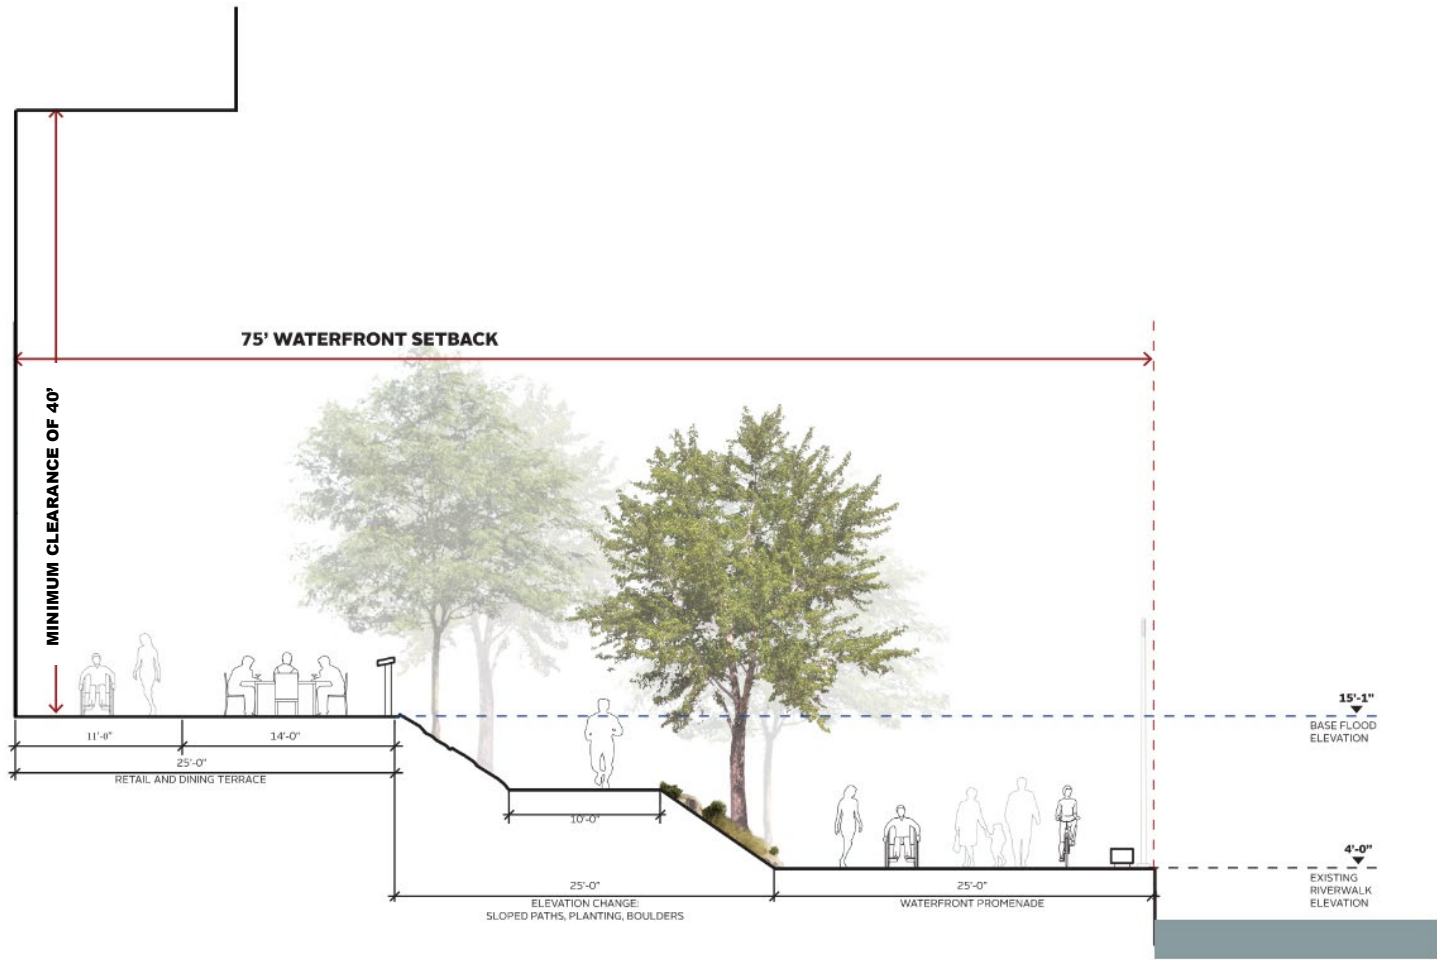 75' WATERFRONT SETBACK
MINIMUM CLEARANCE OF 40'
15'-1"
BASE FLOOD
ELEVATION
11'-0"
14'-0"
25'-0"
RETAIL AND DINING TERRACE
10'-0"
4'-0"
EXISTING
RIVERWALK
ELEVATION
25'-0"
ELEVATION CHANGE:
SLOPED PATHS, PLANTING, BOULDERS
25'-0"
WATERFRONT PROMENADE